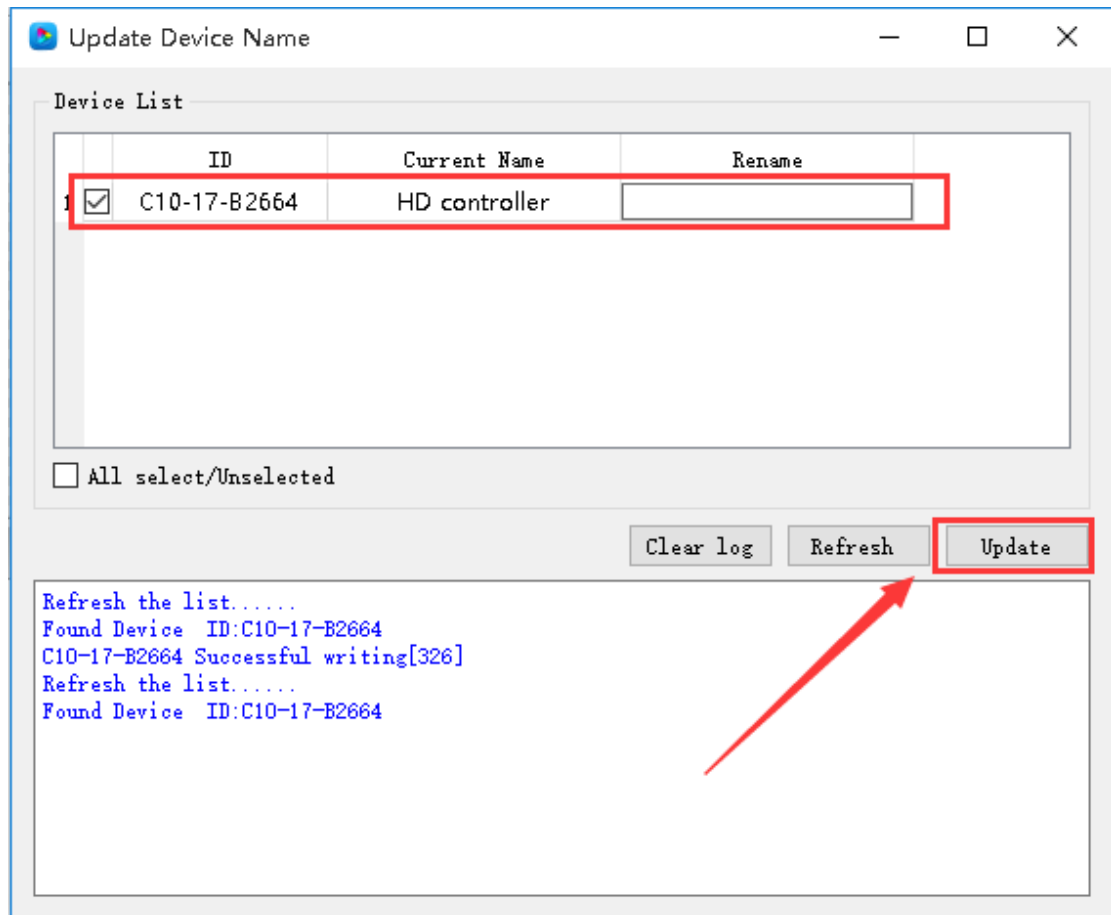 Update Device Name
Device List
ID Current Name Rename
1 C10-17-B2664 HD controller
All select/Unselected
Clear log Refresh Update
Refresh the list......
Found Device  ID:C10-17-B2664
C10-17-B2664 Successful writing[326]
Refresh the list......
Found Device  ID:C10-17-B2664